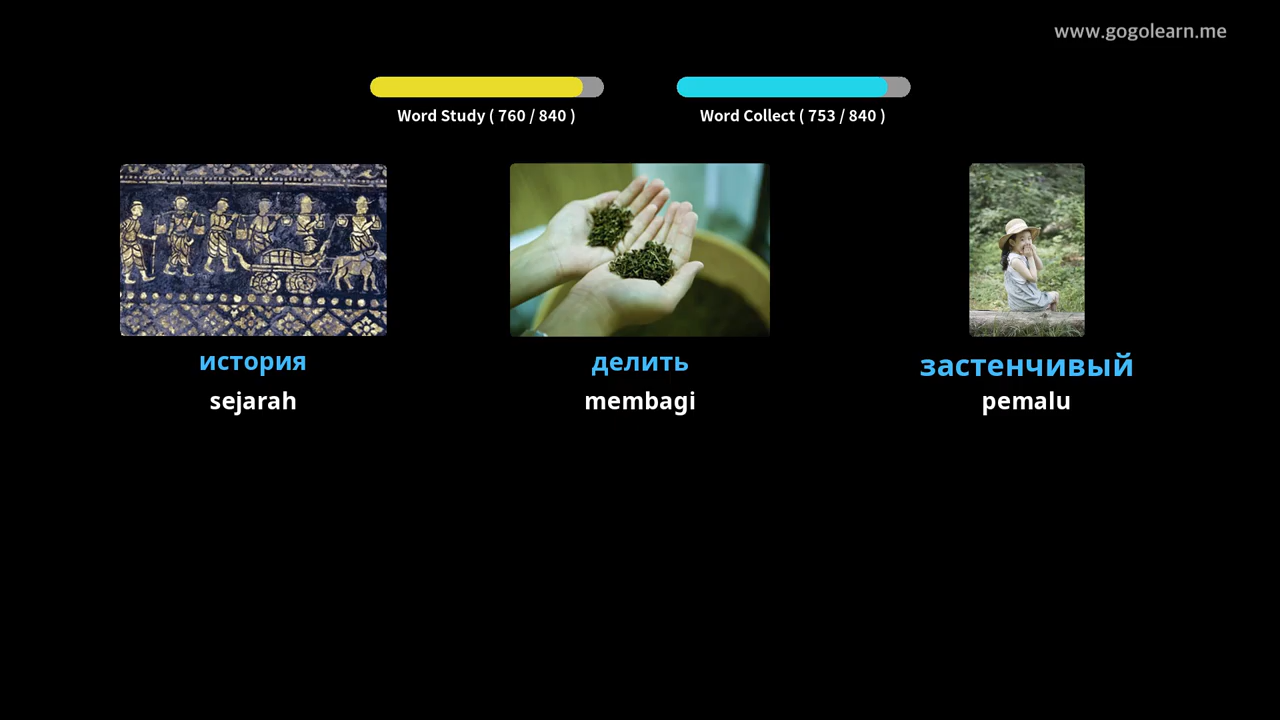 www.gogolearn.me
Word Study ( 760 / 840 )
Word Collect ( 753 / 840 )
история
делить
застенчивый
sejarah
membagi
pemalu